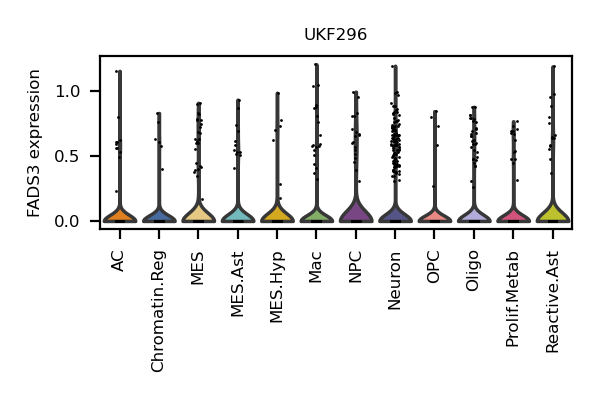 UKF296
FADS3 expression
1.0
0.5
0.0
AC
Chromatin.Reg
MES
MES.Ast
MES.Hyp
Mac
NPC
Neuron
OPC
Oligo
Prolif.Metab
Reactive.Ast